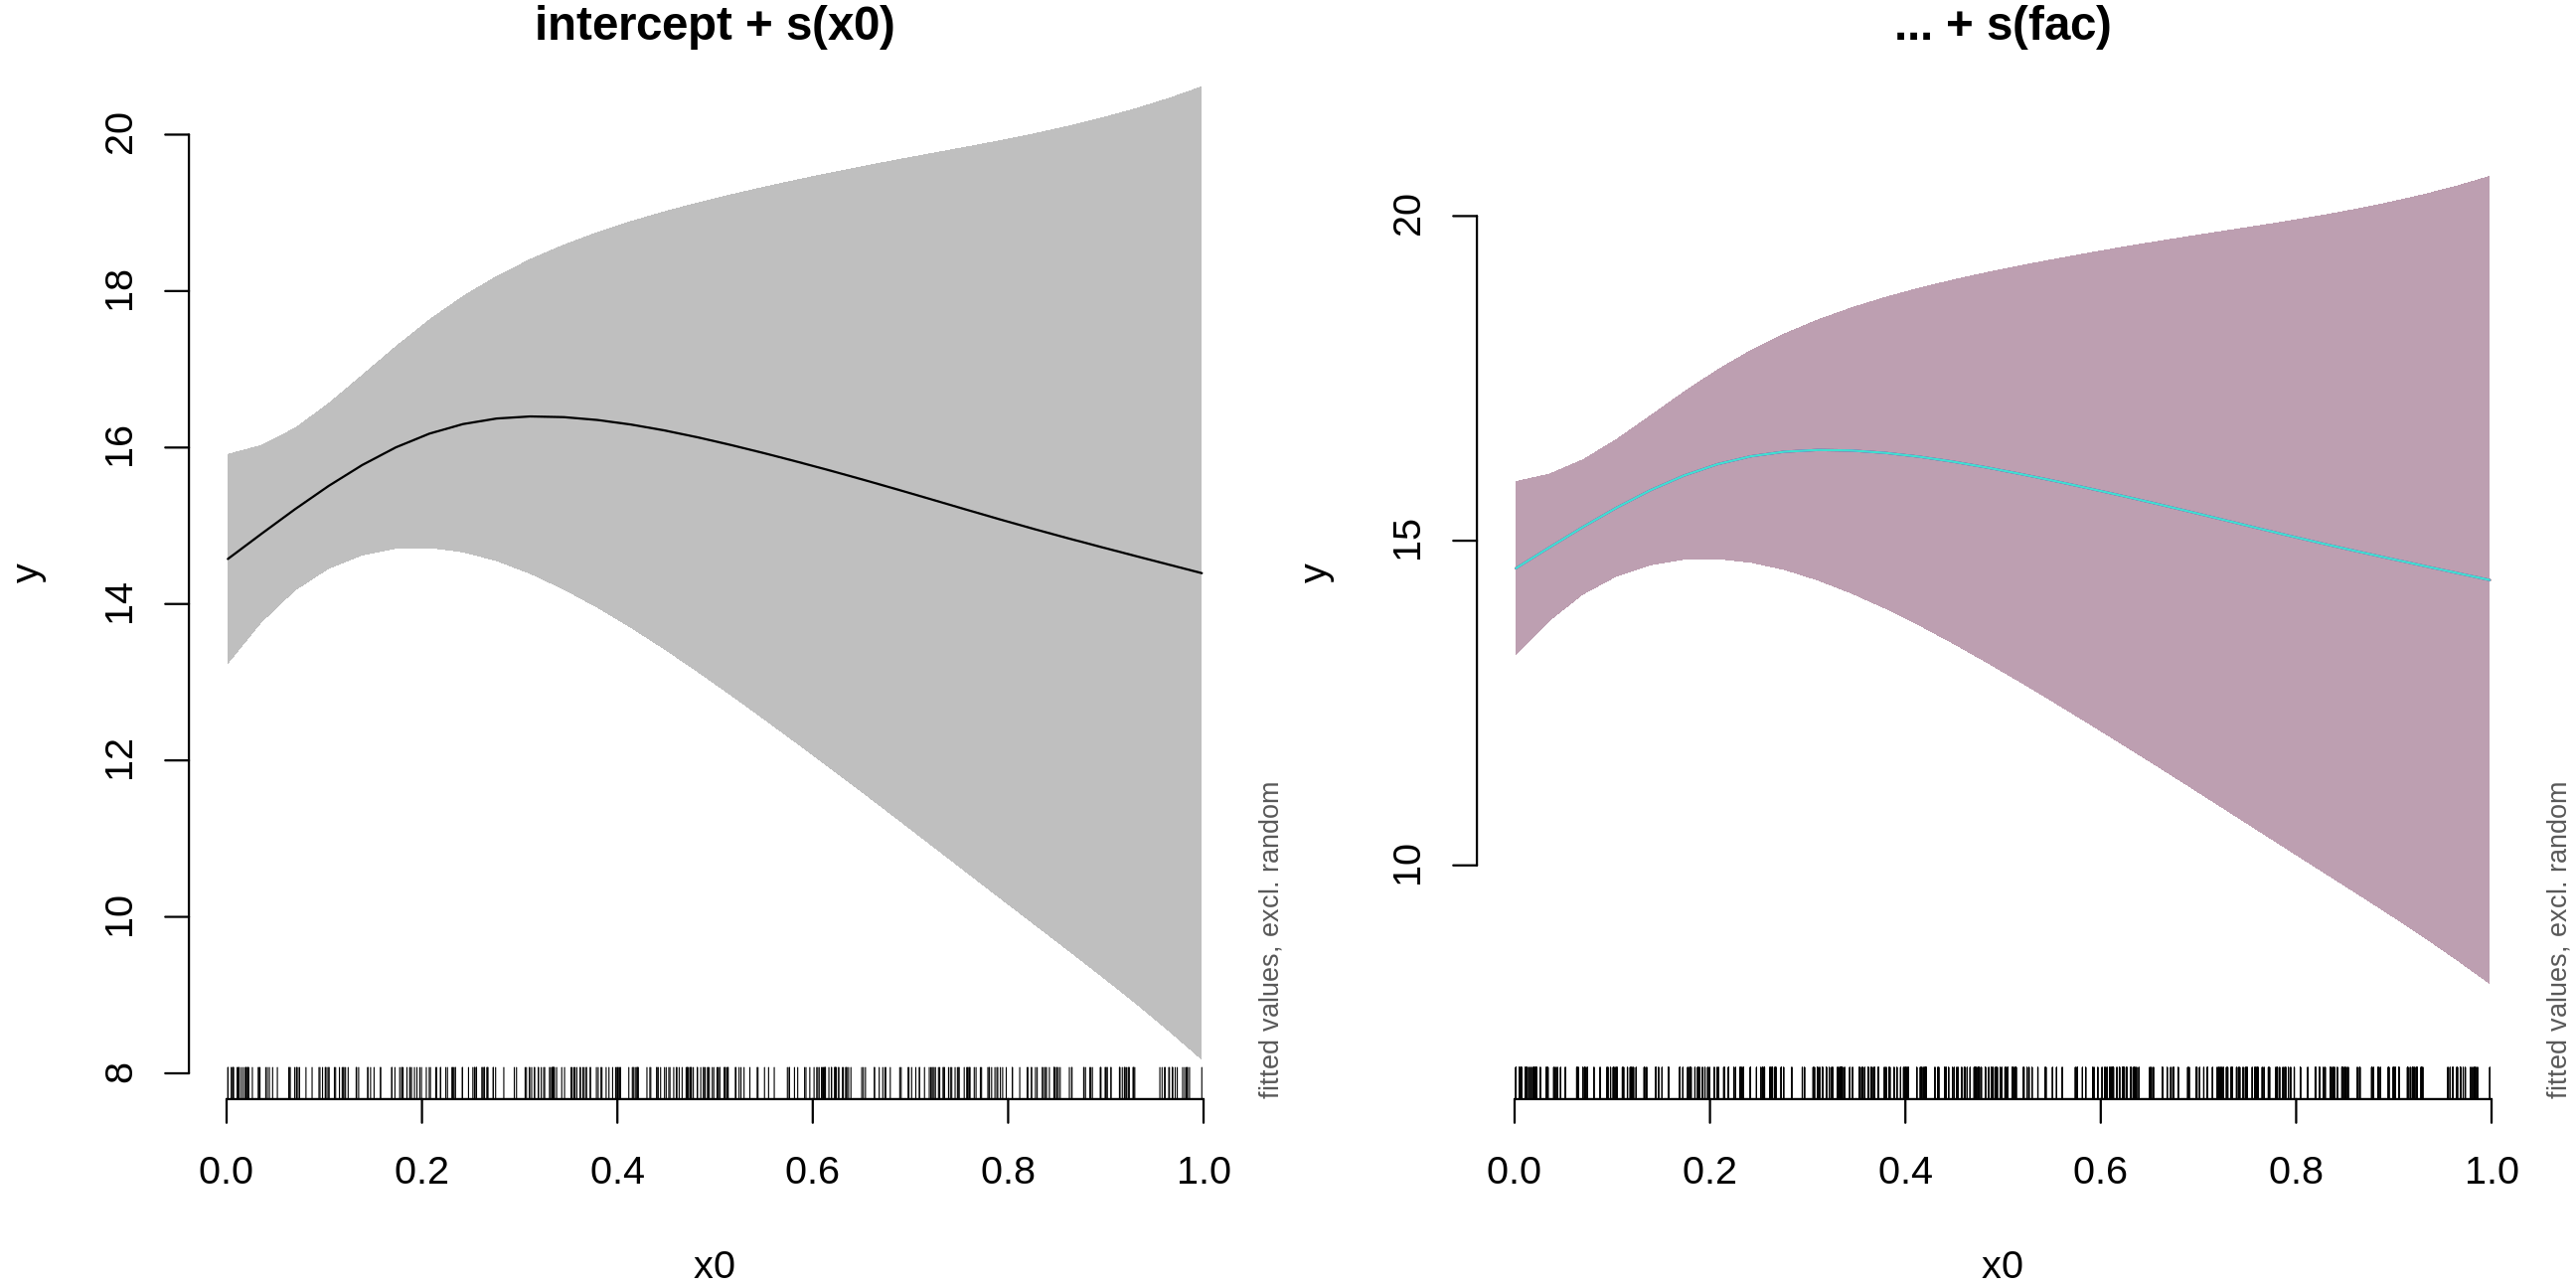 intercept + s(x0)
20
18
16
14
12
10
8
y
0.0 0.2 0.4 0.6 0.8 1.0
x0
fitted values, excl. random
... + s(fac)
20
15
10
y
0.0 0.2 0.4 0.6 0.8 1.0
x0
fitted values, excl. random